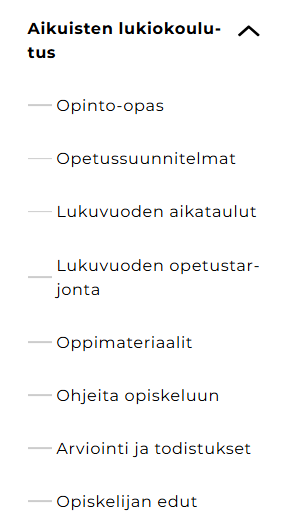 Aikuisten lukiokoulu-
tus
Opinto-opas
Opetussuunnitelmat
Lukuvuoden aikataulut
Lukuvuoden opetustar-
jonta
Oppimateriaalit
Ohjeita opiskeluun
Arviointi ja todistukset
Opiskelijan edut